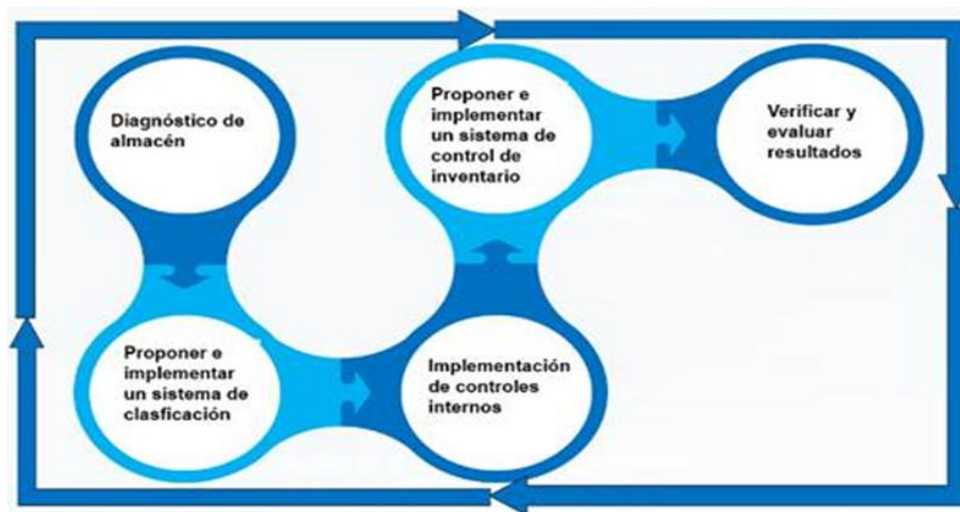 Diagnóstico de
almacén
Proponer e
implementar
un sistema de
clasficación
Implementación
de controles
internos
Proponer e
implementar
un sistema de
control de
inventario
Verificar y
evaluar
resultados